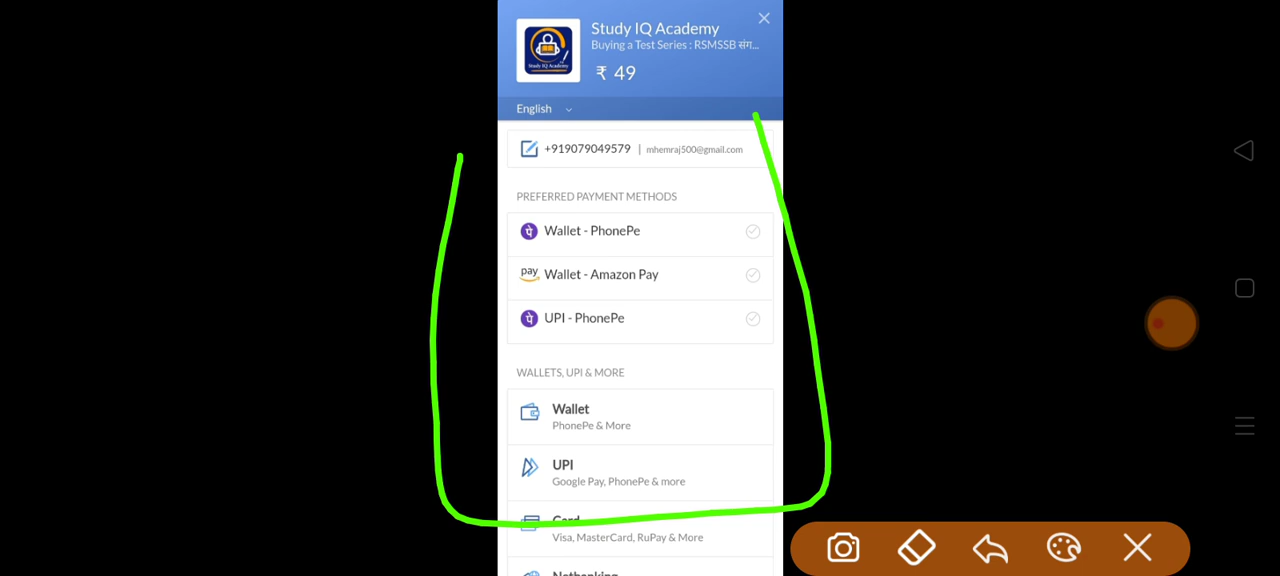 Study IQ Academy
Buying a Test Series : RSMSSB संग...
₹ 49
Study IQ Academy
English
+919079049579 | mhemraj500@gmail.com
PREFERRED PAYMENT METHODS
Wallet - PhonePe
pay Wallet - Amazon Pay
UPI - PhonePe
WALLETS, UPI & MORE
Wallet
PhonePe & More
UPI
Google Pay, PhonePe & more
Card
Visa, MasterCard, RuPay & More
Netbanking